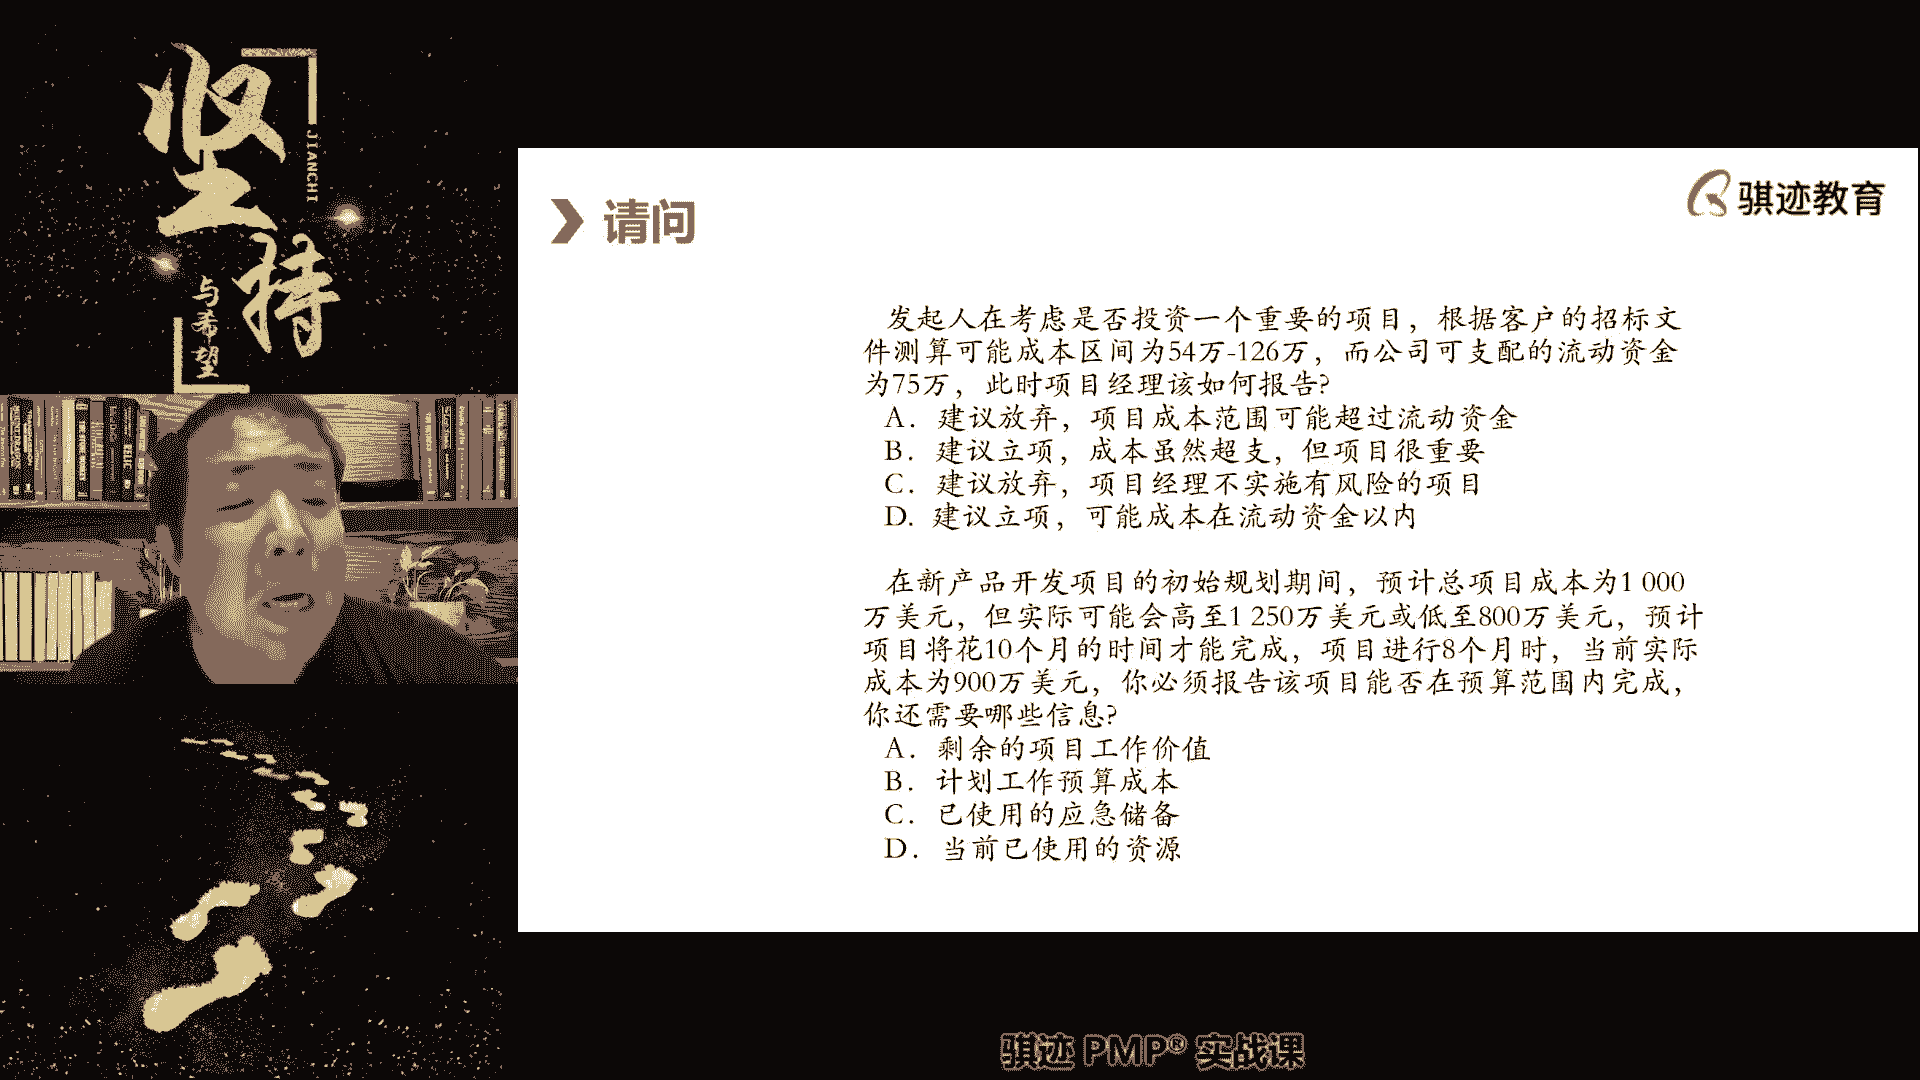 坚
持
JIANCHI
与希望
骐迹教育
请问
发起人在考虑是否投资一个重要的项目，根据客户的招标文
件测算可能成本区间为54万-126万，而公司可支配的流动资金
为75万，此时项目经理该如何报告?
A．建议放弃，项目成本范围可能超过流动资金
B．建议立项，成本虽然超支，但项目很重要
C．建议放弃，项目经理不实施有风险的项目
D. 建议立项，可能成本在流动资金以内
在新产品开发项目的初始规划期间，预计总项目成本为1 000
万美元，但实际可能会高至1 250万美元或低至800万美元，预计
项目将花10个月的时间才能完成，项目进行8个月时，当前实际
成本为900万美元，你必须报告该项目能否在预算范围内完成，
你还需要哪些信息?
A．剩余的项目工作价值
B．计划工作预算成本
C．已使用的应急储备
D．当前已使用的资源
骐迹 PMP® 实战课